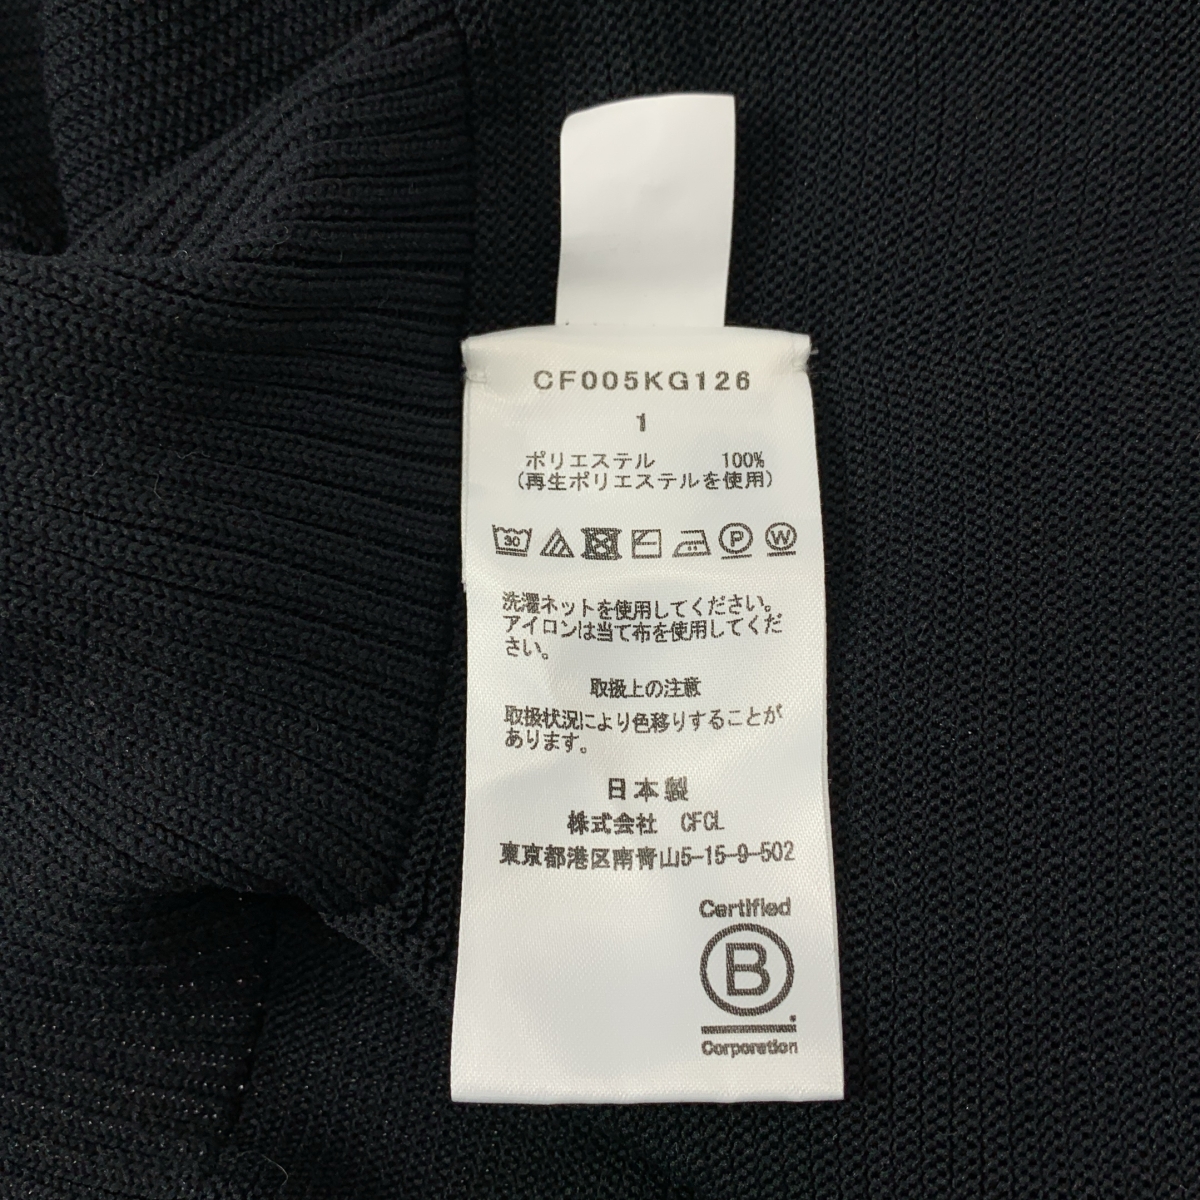 CF005KG126
1
ポリエステル 100%
(再生ポリエステルを使用)
30 P W
洗濯ネットを使用してください。
アイロンは当て布を使用してくだ
さい。
取扱上の注意
取扱状況により色移りすることが
あります。
日本製
株式会社 CFCL
東京都港区南青山5-15-9-502
Certified
B
Corporation